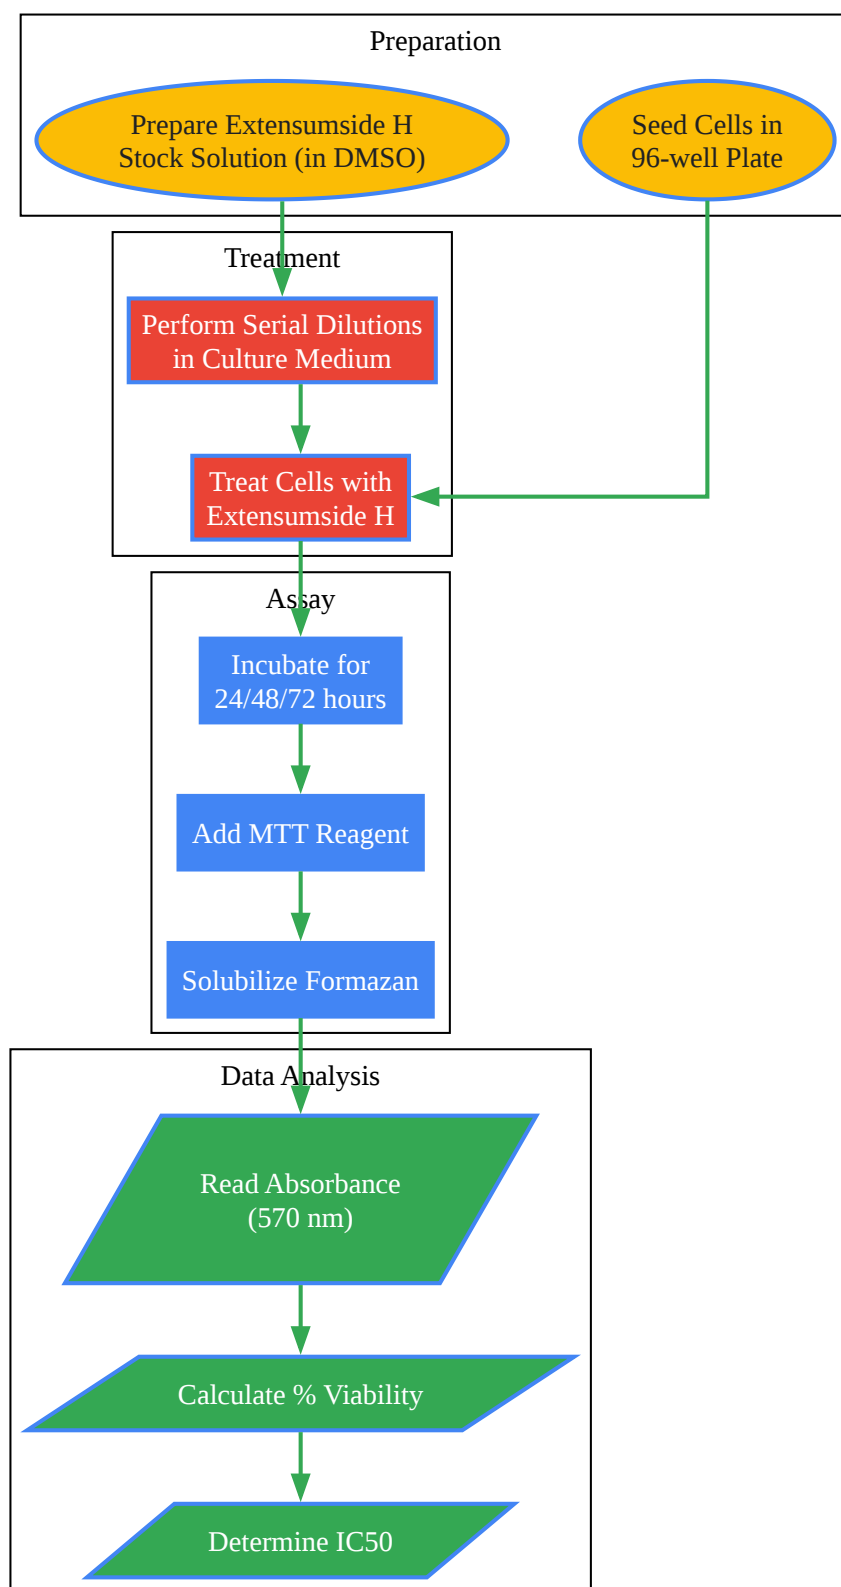 Preparation
Prepare Extensumside H
Stock Solution (in DMSO)
Seed Cells in
96-well Plate
Treatment
Perform Serial Dilutions
in Culture Medium
Treat Cells with
Extensumside H
Assay
Incubate for
24/48/72 hours
Add MTT Reagent
Solubilize Formazan
Data Analysis
Read Absorbance
(570 nm)
Calculate % Viability
Determine IC50